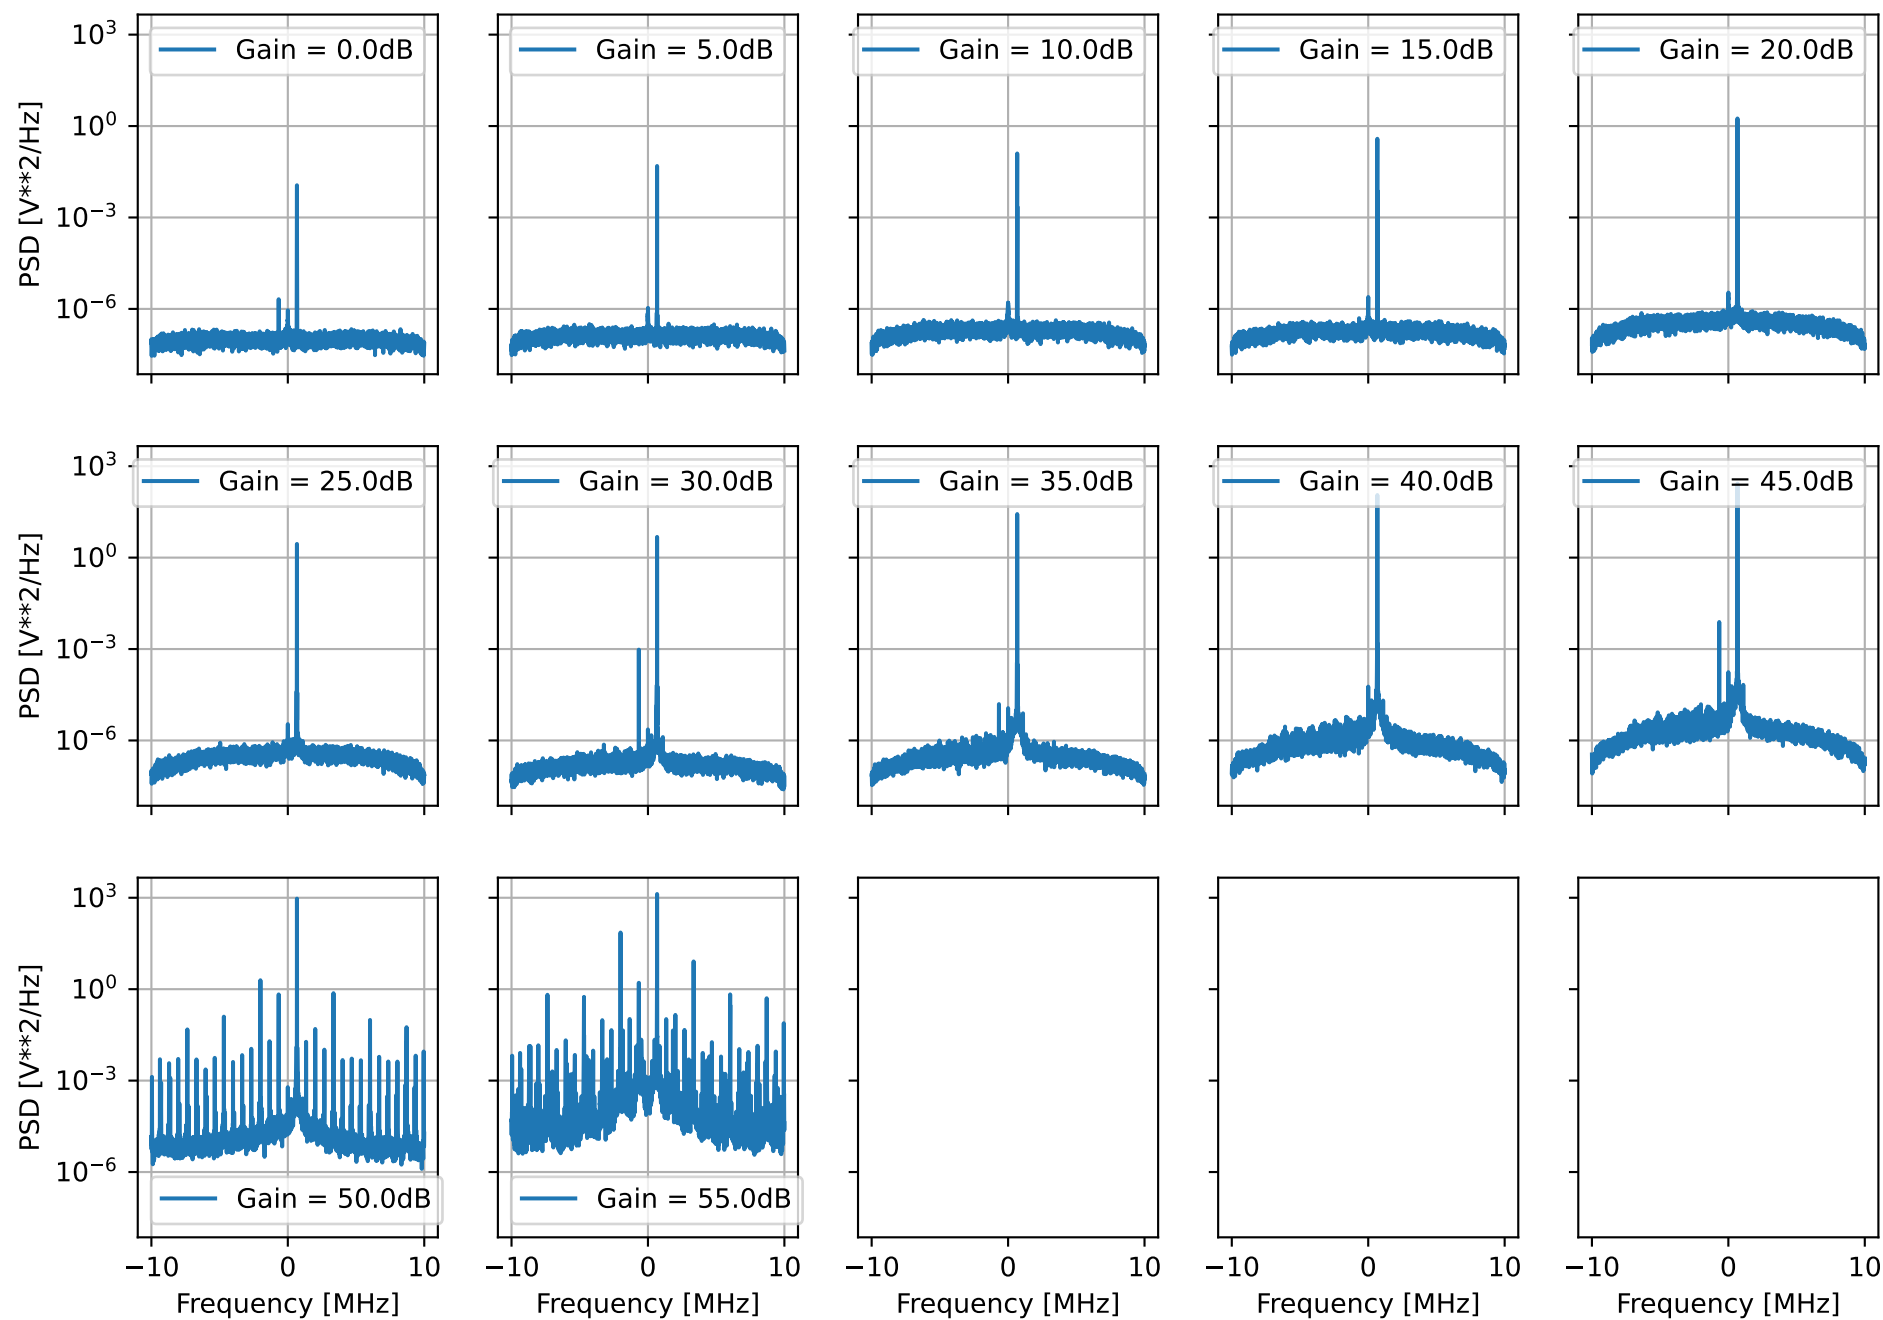 PSD [V**2/Hz]
10³
10⁰
10⁻³
10⁻⁶
Gain = 0.0dB
Gain = 5.0dB
Gain = 10.0dB
Gain = 15.0dB
Gain = 20.0dB
PSD [V**2/Hz]
10³
10⁰
10⁻³
10⁻⁶
Gain = 25.0dB
Gain = 30.0dB
Gain = 35.0dB
Gain = 40.0dB
Gain = 45.0dB
PSD [V**2/Hz]
10³
10⁰
10⁻³
10⁻⁶
Gain = 50.0dB
Gain = 55.0dB
−10 0 10
−10 0 10
−10 0 10
−10 0 10
−10 0 10
Frequency [MHz]
Frequency [MHz]
Frequency [MHz]
Frequency [MHz]
Frequency [MHz]